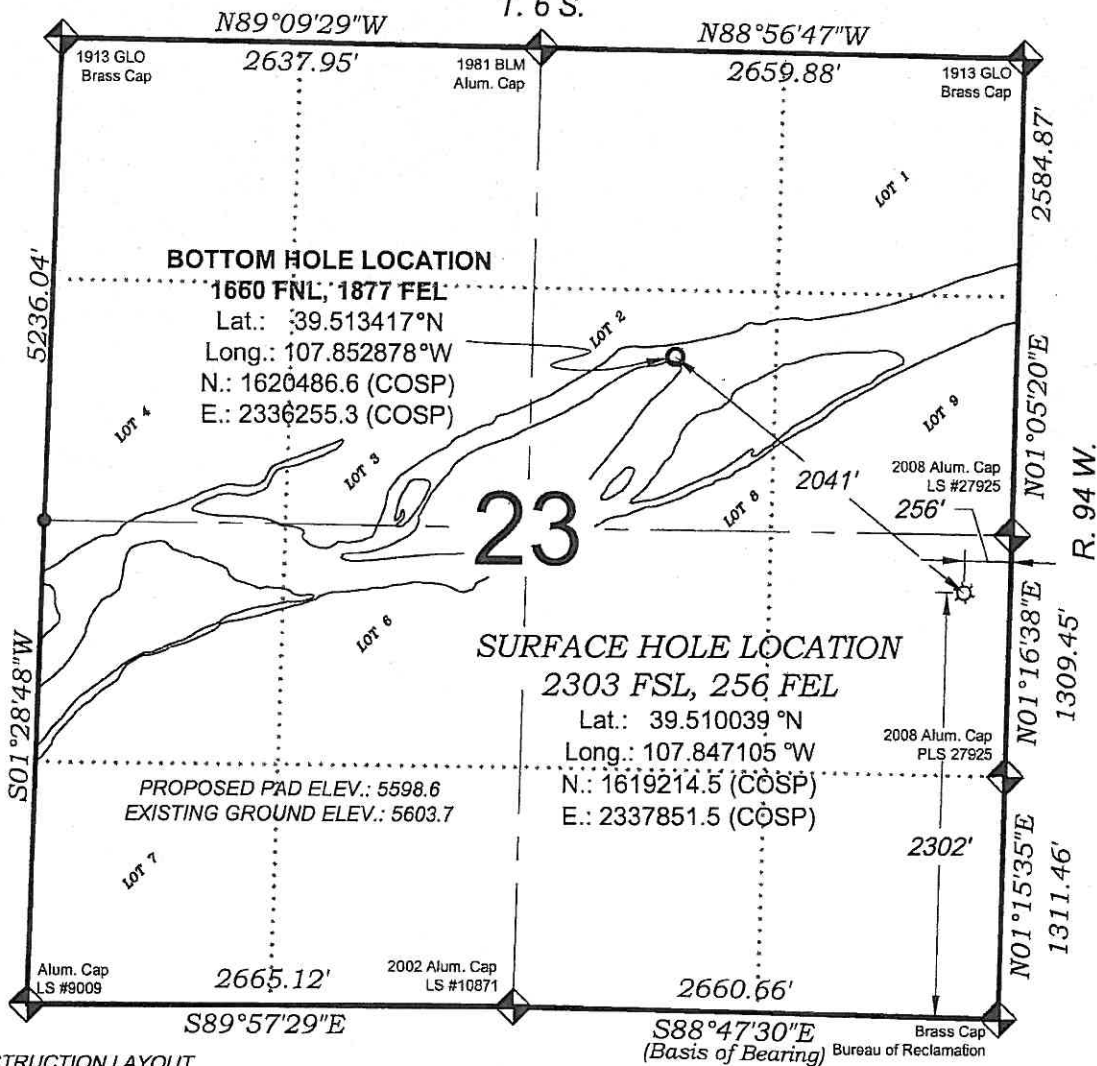 T. 6 S.
N89°09'29"W
N88°56'47"W
1913 GLO
Brass Cap
2637.95'
1981 BLM
Alum. Cap
2659.88'
1913 GLO
Brass Cap
2584.87'
LOT 1
BOTTOM HOLE LOCATION
1660 FNL, 1877 FEL
Lat.: 39.513417°N
Long.: 107.852878°W
N.: 1620486.6 (COSP)
E.: 2336255.3 (COSP)
5236.04'
LOT 2
LOT 4
LOT 3
LOT 9
N01°05'20"E
2041'
2008 Alum. Cap
LS #27925
256'
LOT 8
R. 94 W.
23
LOT 6
SURFACE HOLE LOCATION
2303 FSL, 256 FEL
Lat.: 39.510039 °N
Long.: 107.847105 °W
N.: 1619214.5 (COSP)
E.: 2337851.5 (COSP)
N01°16'38"E
1309.45'
2008 Alum. Cap
PLS 27925
S01°28'48"W
PROPOSED PAD ELEV.: 5598.6
EXISTING GROUND ELEV.: 5603.7
2302'
LOT 7
N01°15'35"E
1311.46'
Alum. Cap
LS #9009
2665.12'
2002 Alum. Cap
LS #10871
2660.66'
S89°57'29"E
S88°47'30"E
(Basis of Bearing)
Brass Cap
Bureau of Reclamation
STRUCTION LAYOUT